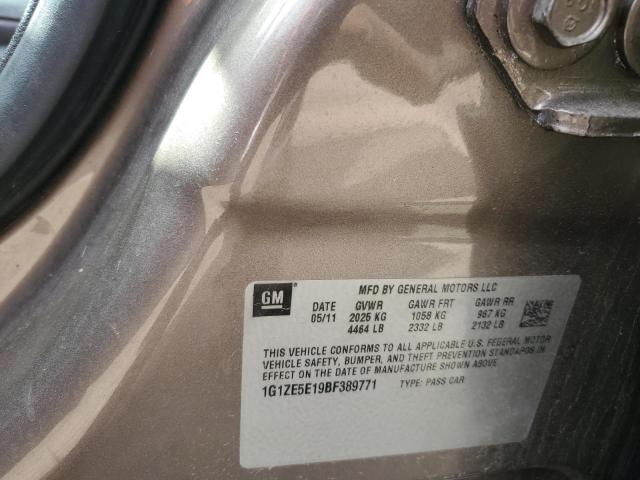 GM
MFD BY GENERAL MOTORS LLC
DATE GVWR GAWR FRT GAWR RR
05/11 2025 KG 1058 KG 967 KG
4464 LB 2332 LB 2132 LB
THIS VEHICLE CONFORMS TO ALL APPLICABLE U.S. FEDERAL MOTOR
VEHICLE SAFETY, BUMPER, AND THEFT PREVENTION STANDARDS IN
EFFECT ON THE DATE OF MANUFACTURE SHOWN ABOVE.
1G1ZE5E19BF389771 TYPE: PASS CAR